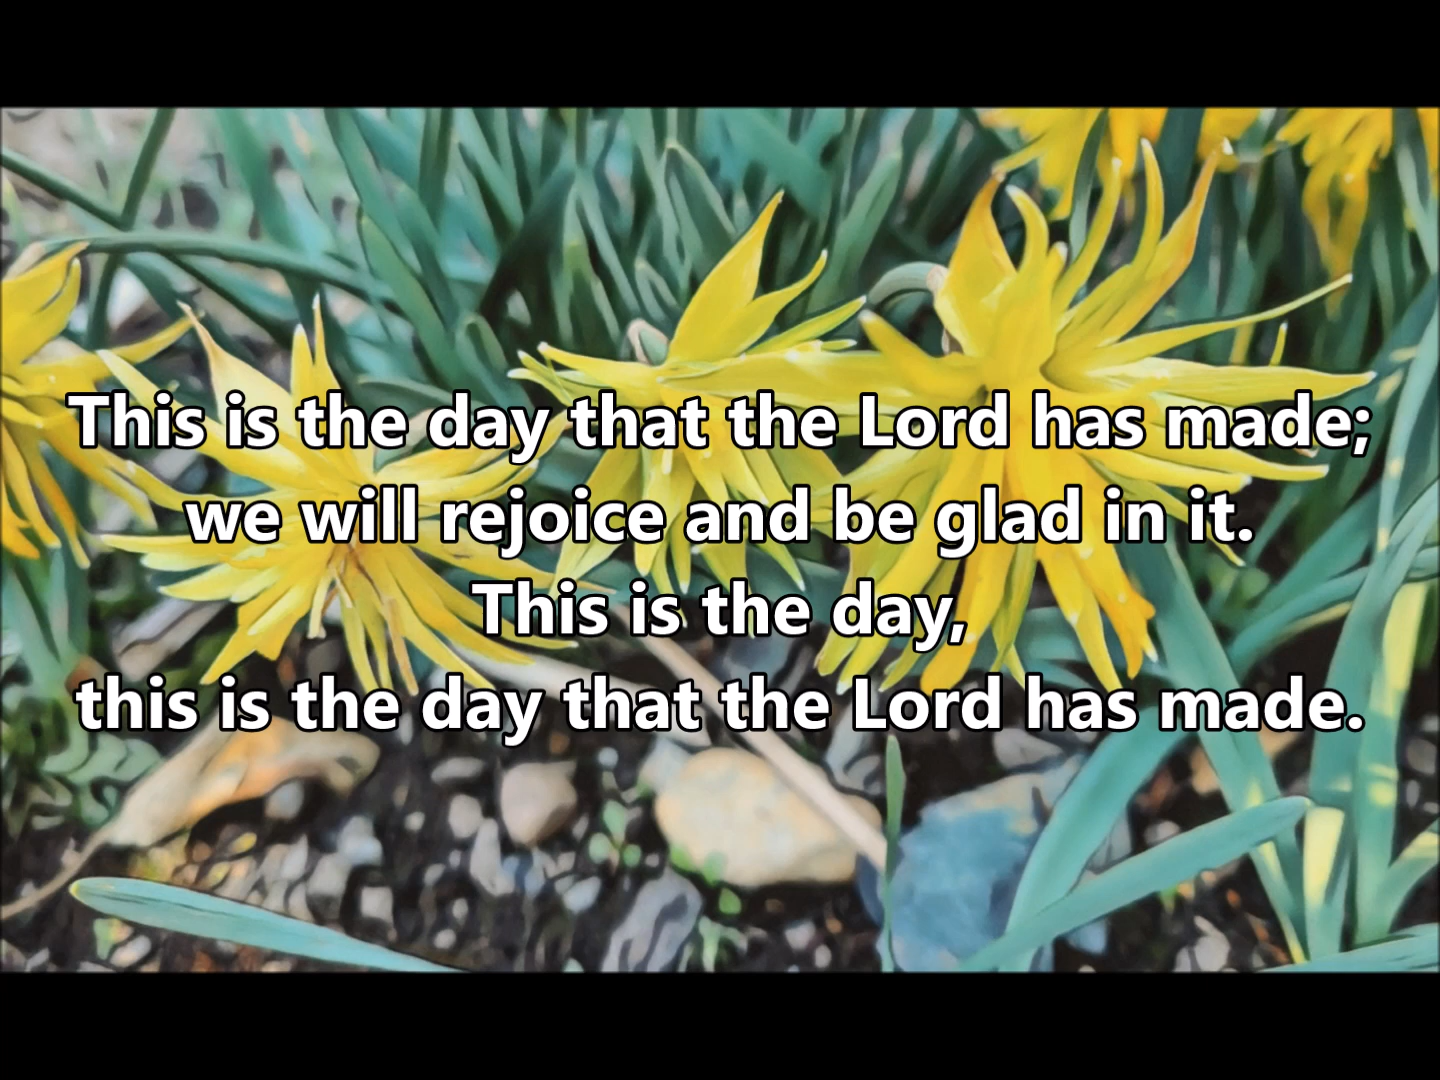 This is the day that the Lord has made;
we will rejoice and be glad in it.
This is the day,
this is the day that the Lord has made.